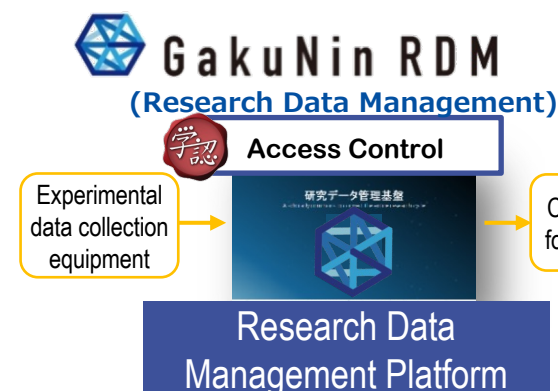 GakuNin RDM
(Research Data Management)
学認
Access Control
Experimental
data collection
equipment
研究データ管理基盤
Research Data
Management Platform